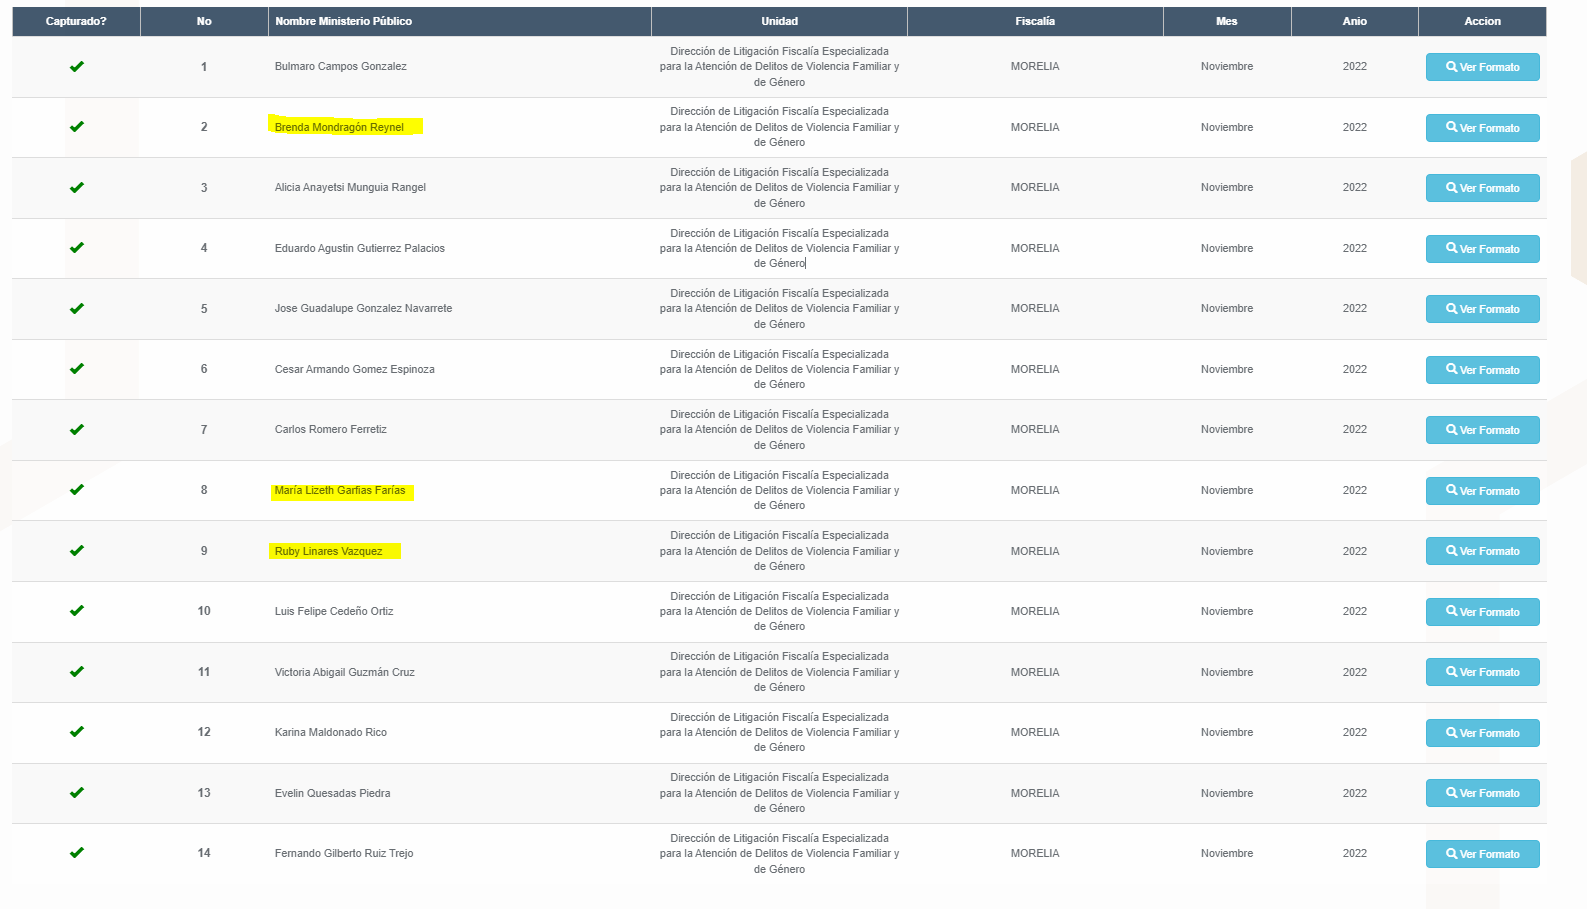 Capturado? No Nombre Ministerio Público Unidad Fiscalía Mes Anio Accion
Dirección de Litigación Fiscalía Especializada
1 Bulmaro Campos Gonzalez para la Atención de Delitos de Violencia Familiar y MORELIA Noviembre 2022 Ver Formato
de Género
Dirección de Litigación Fiscalía Especializada
2 Brenda Mondragón Reynel para la Atención de Delitos de Violencia Familiar y MORELIA Noviembre 2022 Ver Formato
de Género
Dirección de Litigación Fiscalía Especializada
3 Alicia Anayetsi Munguia Rangel para la Atención de Delitos de Violencia Familiar y MORELIA Noviembre 2022 Ver Formato
de Género
Dirección de Litigación Fiscalía Especializada
4 Eduardo Agustin Gutierrez Palacios para la Atención de Delitos de Violencia Familiar y MORELIA Noviembre 2022 Ver Formato
de Género
Dirección de Litigación Fiscalía Especializada
5 Jose Guadalupe Gonzalez Navarrete para la Atención de Delitos de Violencia Familiar y MORELIA Noviembre 2022 Ver Formato
de Género
Dirección de Litigación Fiscalía Especializada
6 Cesar Armando Gomez Espinoza para la Atención de Delitos de Violencia Familiar y MORELIA Noviembre 2022 Ver Formato
de Género
Dirección de Litigación Fiscalía Especializada
7 Carlos Romero Ferretiz para la Atención de Delitos de Violencia Familiar y MORELIA Noviembre 2022 Ver Formato
de Género
Dirección de Litigación Fiscalía Especializada
8 María Lizeth Garfias Farías para la Atención de Delitos de Violencia Familiar y MORELIA Noviembre 2022 Ver Formato
de Género
Dirección de Litigación Fiscalía Especializada
9 Ruby Linares Vazquez para la Atención de Delitos de Violencia Familiar y MORELIA Noviembre 2022 Ver Formato
de Género
Dirección de Litigación Fiscalía Especializada
10 Luis Felipe Cedeño Ortiz para la Atención de Delitos de Violencia Familiar y MORELIA Noviembre 2022 Ver Formato
de Género
Dirección de Litigación Fiscalía Especializada
11 Victoria Abigail Guzmán Cruz para la Atención de Delitos de Violencia Familiar y MORELIA Noviembre 2022 Ver Formato
de Género
Dirección de Litigación Fiscalía Especializada
12 Karina Maldonado Rico para la Atención de Delitos de Violencia Familiar y MORELIA Noviembre 2022 Ver Formato
de Género
Dirección de Litigación Fiscalía Especializada
13 Evelin Quesadas Piedra para la Atención de Delitos de Violencia Familiar y MORELIA Noviembre 2022 Ver Formato
de Género
Dirección de Litigación Fiscalía Especializada
14 Fernando Gilberto Ruiz Trejo para la Atención de Delitos de Violencia Familiar y MORELIA Noviembre 2022 Ver Formato
de Género